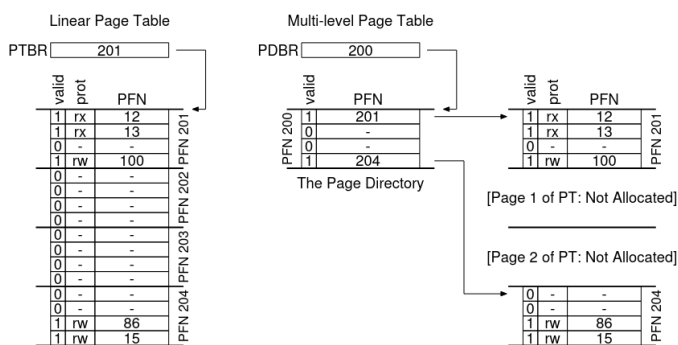 Linear Page Table
PTBR 201
valid prot PFN
1 rx 12
1 rx 13
0 - -
1 rw 100
PFN 201
0 - -
0 - -
0 - -
0 - -
PFN 202
0 - -
0 - -
0 - -
0 - -
PFN 203
0 - -
0 - -
1 rw 86
1 rw 15
PFN 204
Multi-level Page Table
PDBR 200
valid PFN
PFN 200
1 201
0 -
0 -
1 204
The Page Directory
valid prot PFN
1 rx 12
1 rx 13
0 - -
1 rw 100
PFN 201
[Page 1 of PT: Not Allocated]
[Page 2 of PT: Not Allocated]
0 - -
0 - -
1 rw 86
1 rw 15
PFN 204